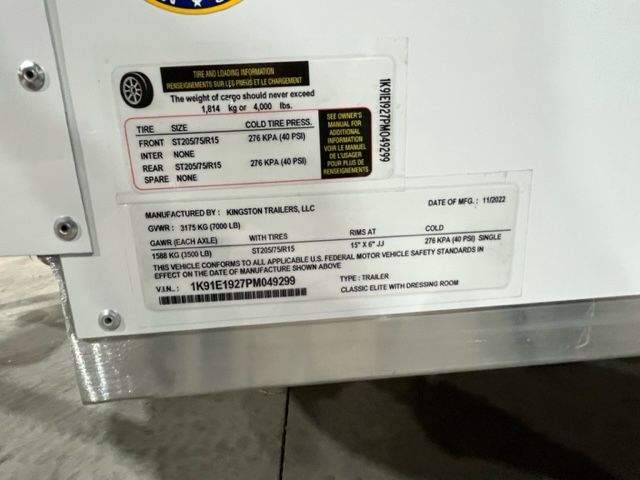 TIRE AND LOADING INFORMATION
RENSEIGNEMENTS SUR LES PNEUS ET LE CHARGEMENT
The weight of cargo should never exceed
1,814 kg or 4,000 lbs.
TIRE SIZE COLD TIRE PRESS.
FRONT ST205/75/R15 276 KPA (40 PSI)
INTER NONE
REAR ST205/75/R15 276 KPA (40 PSI)
SPARE NONE
SEE OWNER'S
MANUAL FOR
ADDITIONAL
INFORMATION
VOIR LE MANUEL
DE L'USAGER
POUR PLUS DE
RENSEIGNEMENTS
1K91E1927PM049299
MANUFACTURED BY : KINGSTON TRAILERS, LLC DATE OF MFG. : 11/2022
GVWR : 3175 KG (7000 LB)
GAWR (EACH AXLE) WITH TIRES RIMS AT COLD
1588 KG (3500 LB) ST205/75/R15 15" X 6" JJ 276 KPA (40 PSI) SINGLE
THIS VEHICLE CONFORMS TO ALL APPLICABLE U.S. FEDERAL MOTOR VEHICLE SAFETY STANDARDS IN
EFFECT ON THE DATE OF MANUFACTURE SHOWN ABOVE
V.I.N.: 1K91E1927PM049299 TYPE : TRAILER
CLASSIC ELITE WITH DRESSING ROOM